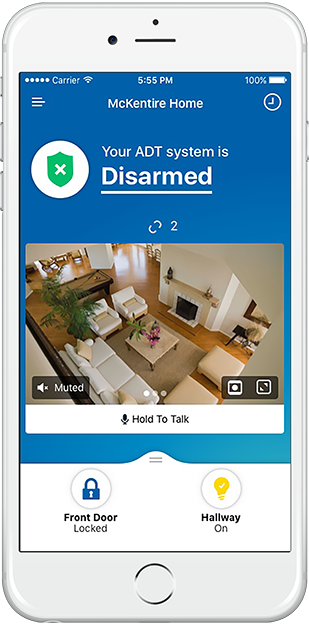 Carrier 5:55 PM 100%
McKentire Home
Your ADT system is
Disarmed
2
Muted
Hold To Talk
Front Door Hallway
Locked On